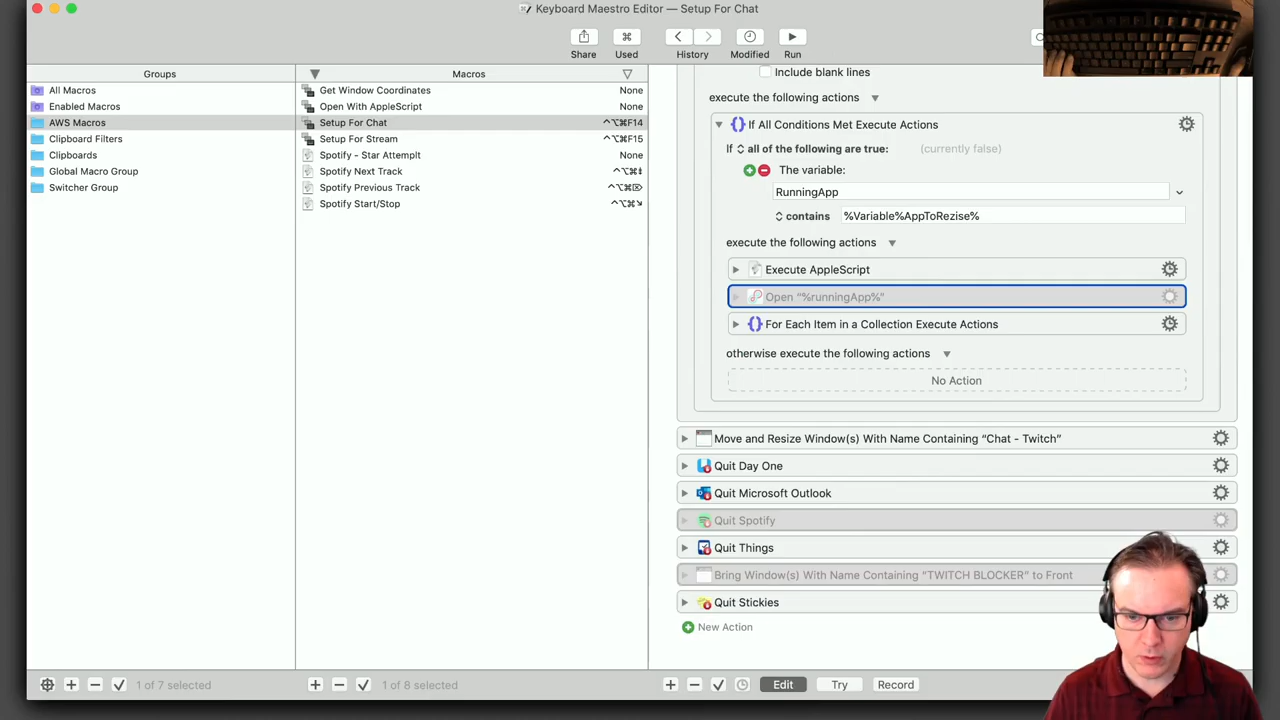 Keyboard Maestro Editor — Setup For Chat
Share
Used
History
Modified
Run
Groups
Macros
Include blank lines
All Macros
Enabled Macros
AWS Macros
Clipboard Filters
Clipboards
Global Macro Group
Switcher Group
Get Window Coordinates None
Open With AppleScript None
Setup For Chat ^⌥⌘F14
Setup For Stream ^⌥⌘F15
Spotify - Star Attemplt None
Spotify Next Track ^⌥⌘⇟
Spotify Previous Track ^⌥⌘⌦
Spotify Start/Stop ^⌥⌘↘
execute the following actions
If All Conditions Met Execute Actions
If all of the following are true: (currently false)
The variable:
RunningApp
contains %Variable%AppToRezise%
execute the following actions
Execute AppleScript
Open “%runningApp%”
For Each Item in a Collection Execute Actions
otherwise execute the following actions
No Action
Move and Resize Window(s) With Name Containing “Chat - Twitch”
Quit Day One
Quit Microsoft Outlook
Quit Spotify
Quit Things
Bring Window(s) With Name Containing “TWITCH BLOCKER” to Front
Quit Stickies
New Action
1 of 7 selected
1 of 8 selected
Edit
Try
Record